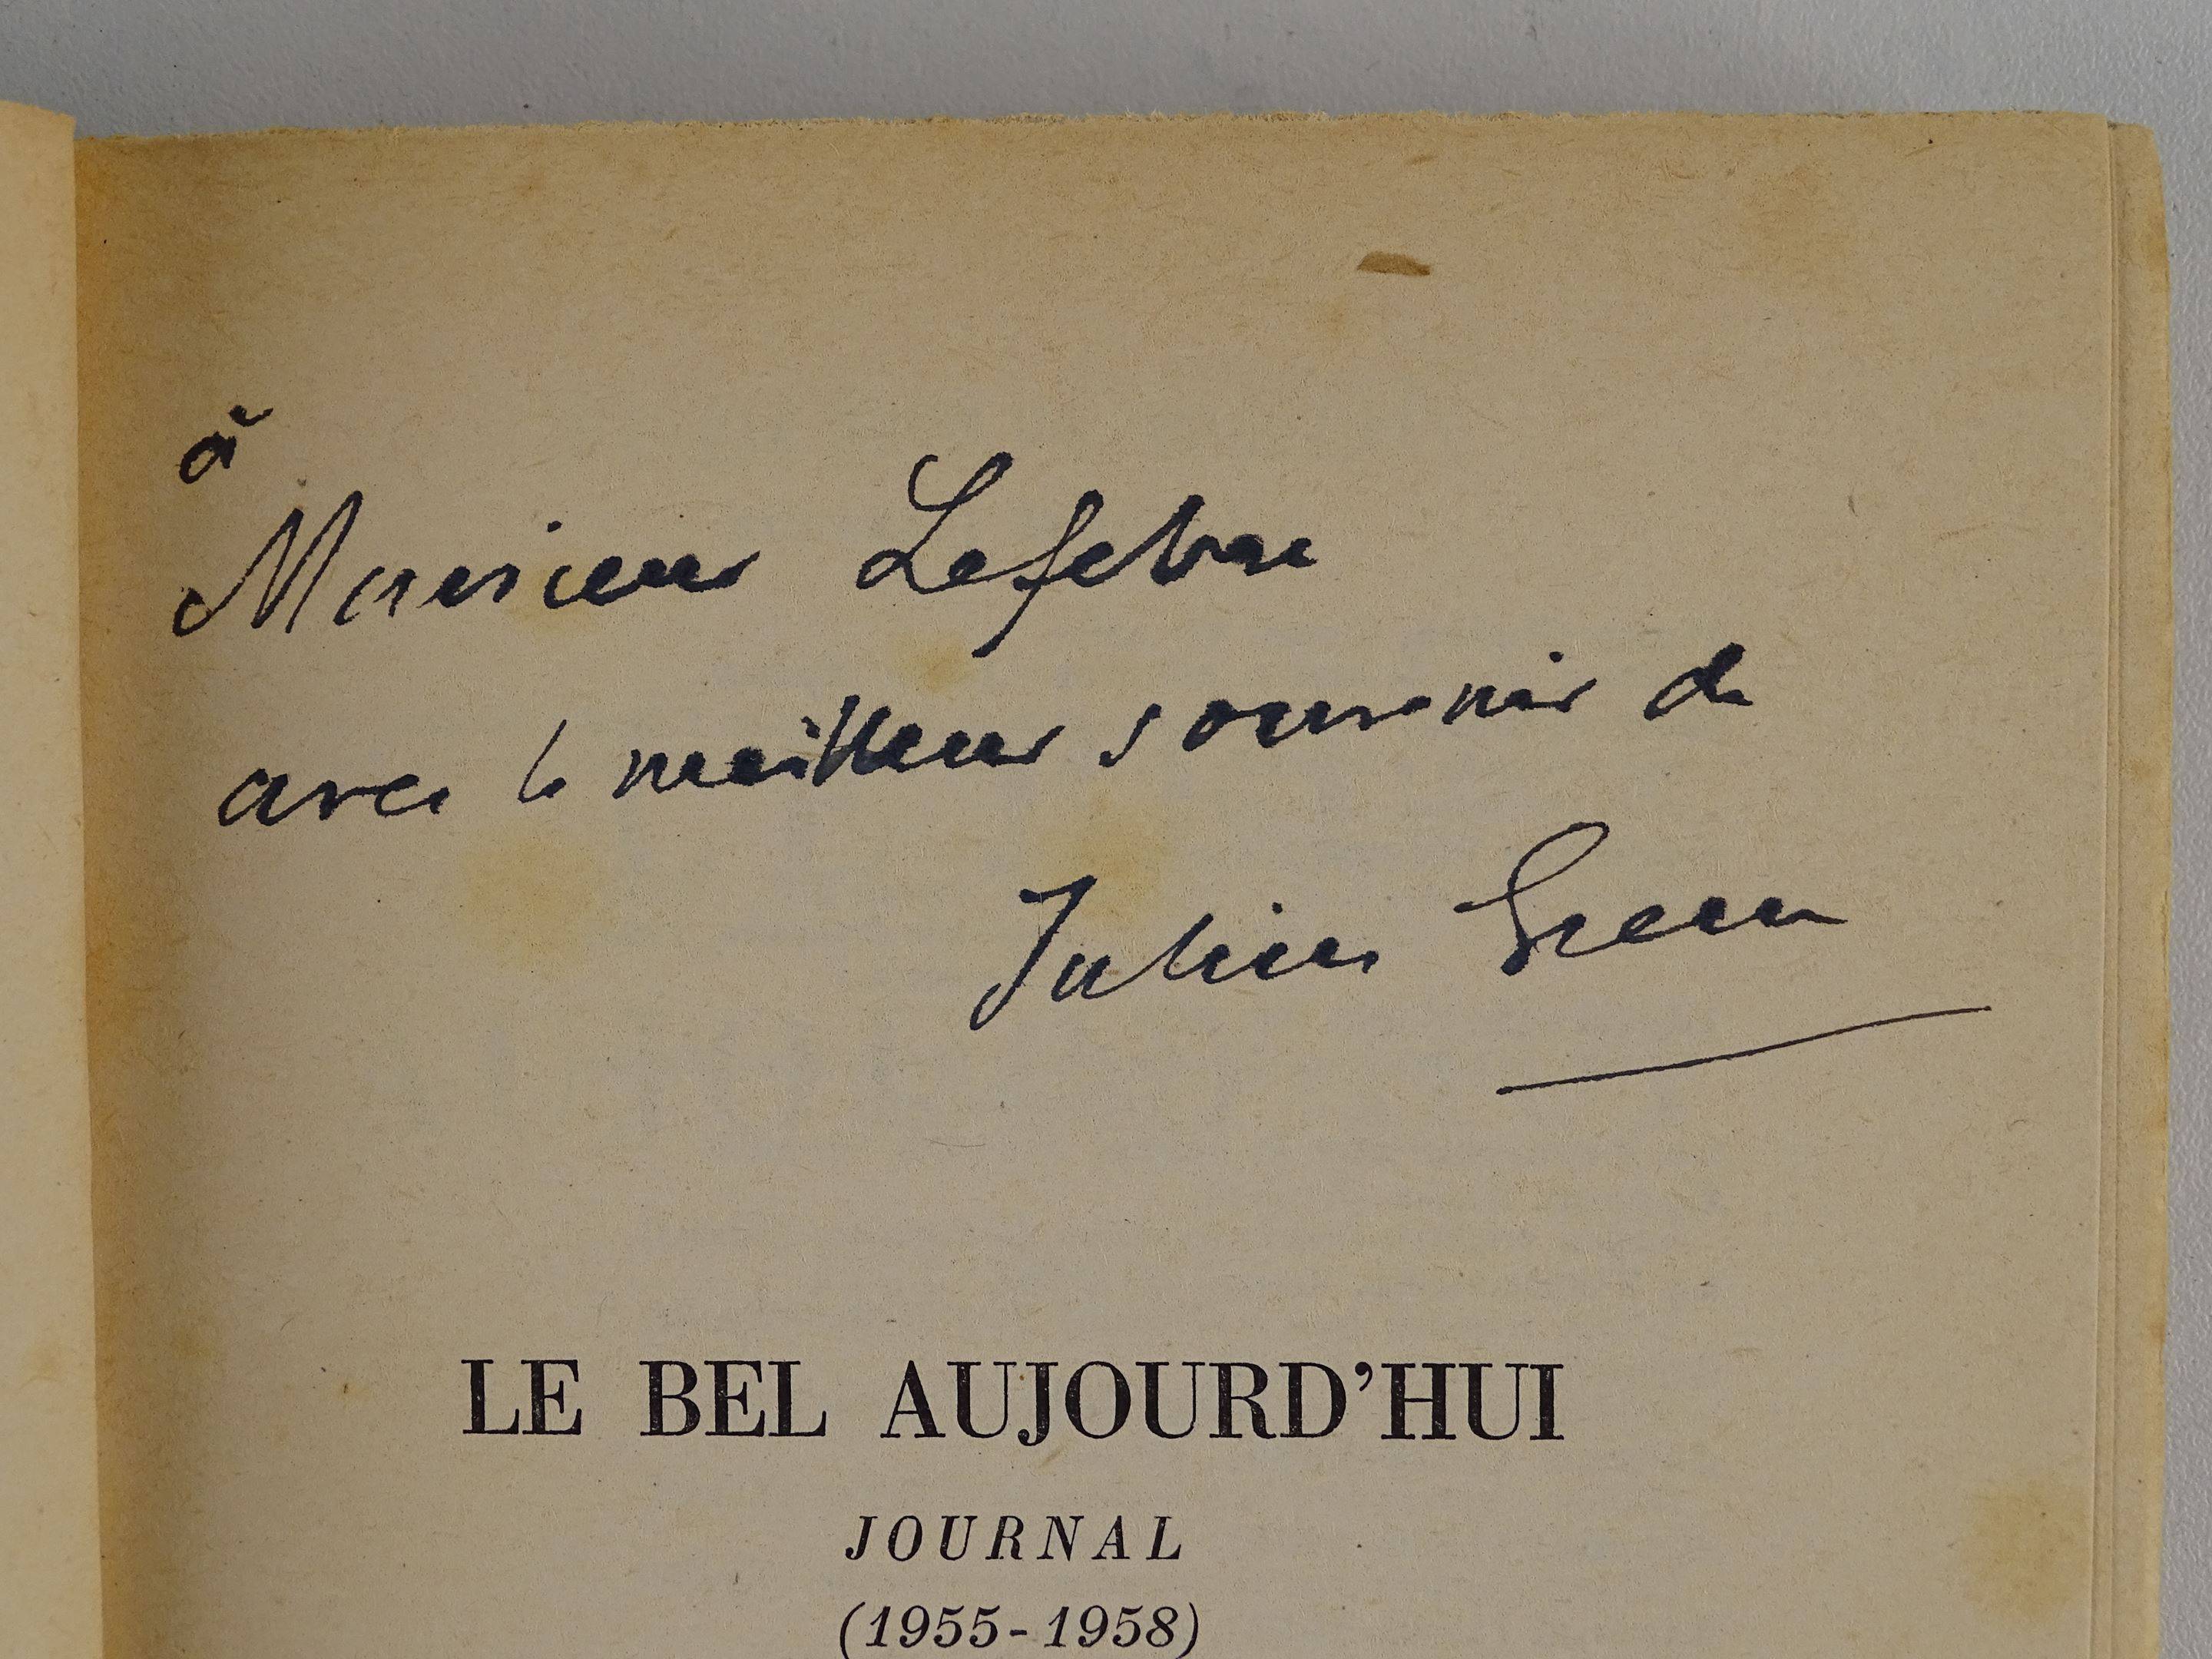 à
Monsieur Lefebvre
avec le meilleur souvenir de
Julien Green
LE BEL AUJOURD'HUI
JOURNAL
(1955-1958)